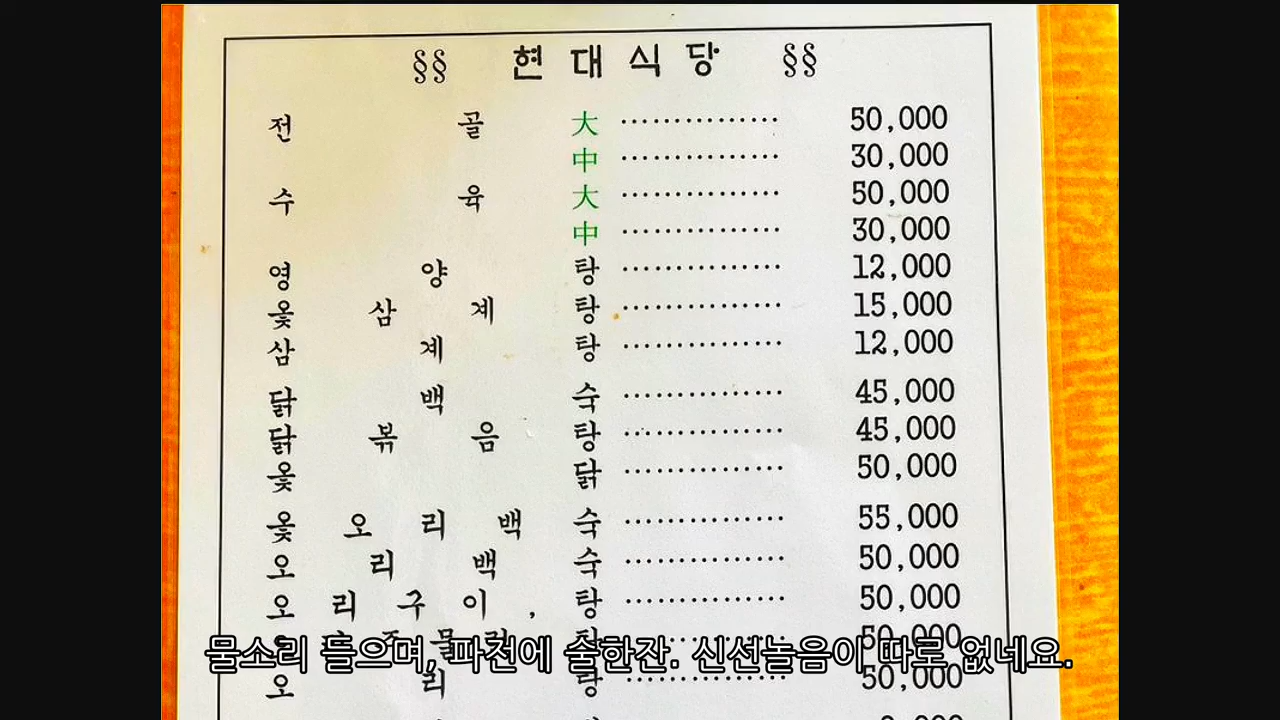 §§ 현대식당 §§
전골 大 ·············· 50,000
中 ·············· 30,000
수육 大 ·············· 50,000
中 ·············· 30,000
영양탕 ·············· 12,000
옻삼계탕 ·············· 15,000
삼계탕 ·············· 12,000
닭백숙 ·············· 45,000
닭볶음탕 ·············· 45,000
옻닭 ·············· 50,000
옻오리백숙 ·············· 55,000
오리백숙 ·············· 50,000
오리구이,탕 ·············· 50,000
50,000
물소리 들으며, 파전에 술한잔. 신선놀음이 따로 없네요.
오리탕 ·············· 50,000